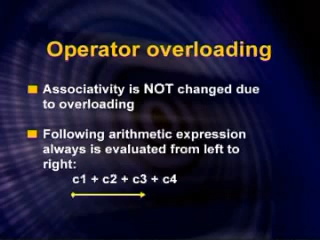 Operator overloading
Associativity is NOT changed due
to overloading
Following arithmetic expression
always is evaluated from left to
right:
c1 + c2 + c3 + c4